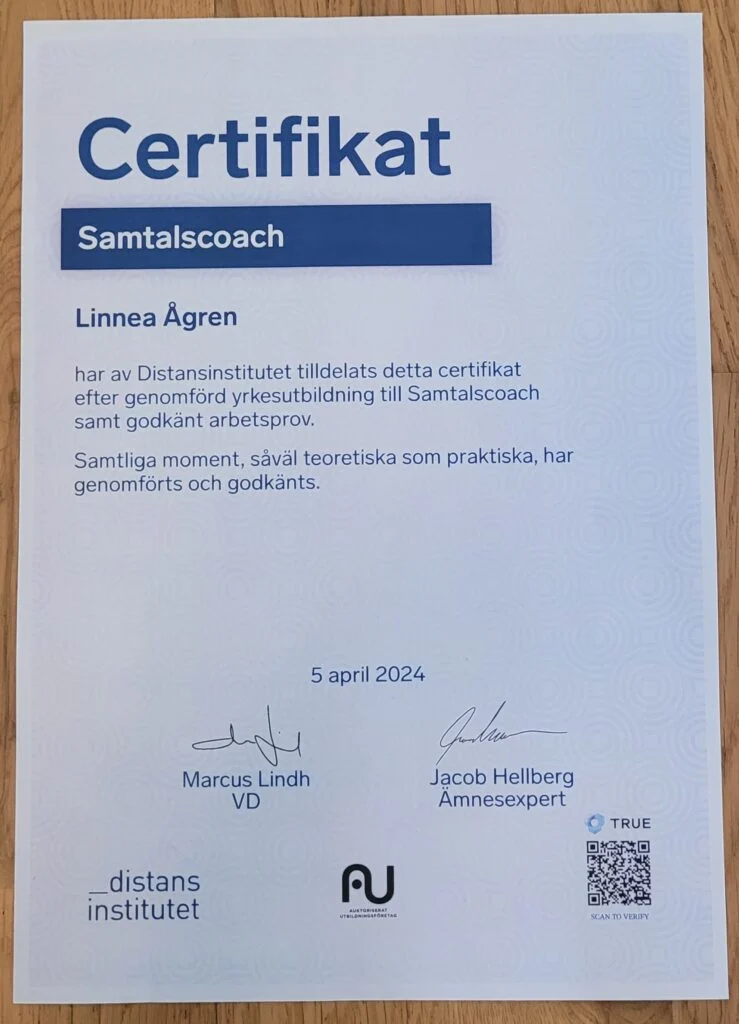 Certifikat
Samtalscoach
Linnea Ågren
har av Distansinstitutet tilldelats detta certifikat
efter genomförd yrkesutbildning till Samtalscoach
samt godkänt arbetsprov.
Samtliga moment, såväl teoretiska som praktiska, har
genomförts och godkänts.
5 april 2024
Marcus Lindh
VD
Jacob Hellberg
Ämnesexpert
TRUE
_distans
institutet
AU
AUKTORISERAT
UTBILDNINGSFÖRETAG
SCAN TO VERIFY